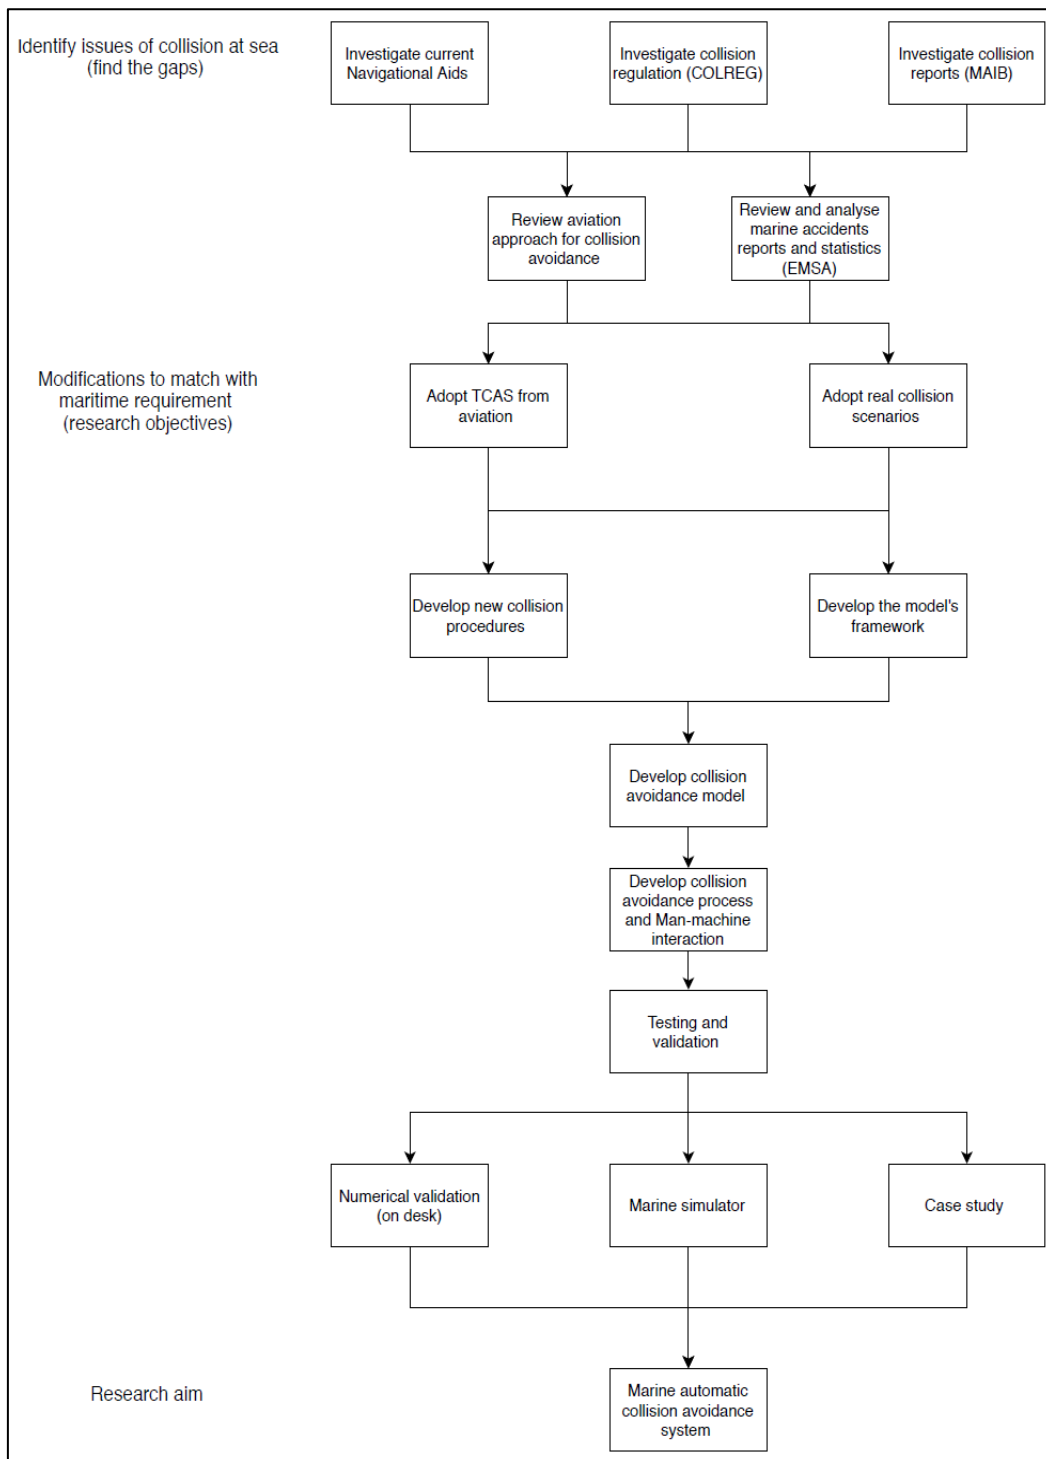 Identify issues of collision at sea
(find the gaps)
Investigate current
Navigational Aids
Investigate collision
regulation (COLREG)
Investigate collision
reports (MAIB)
Review aviation
approach for collision
avoidance
Review and analyse
marine accidents
reports and statistics
(EMSA)
Modifications to match with
maritime requirement
(research objectives)
Adopt TCAS from
aviation
Adopt real collision
scenarios
Develop new collision
procedures
Develop the model's
framework
Develop collision
avoidance model
Develop collision
avoidance process
and Man-machine
interaction
Testing and
validation
Numerical validation
(on desk)
Marine simulator
Case study
Research aim
Marine automatic
collision avoidance
system